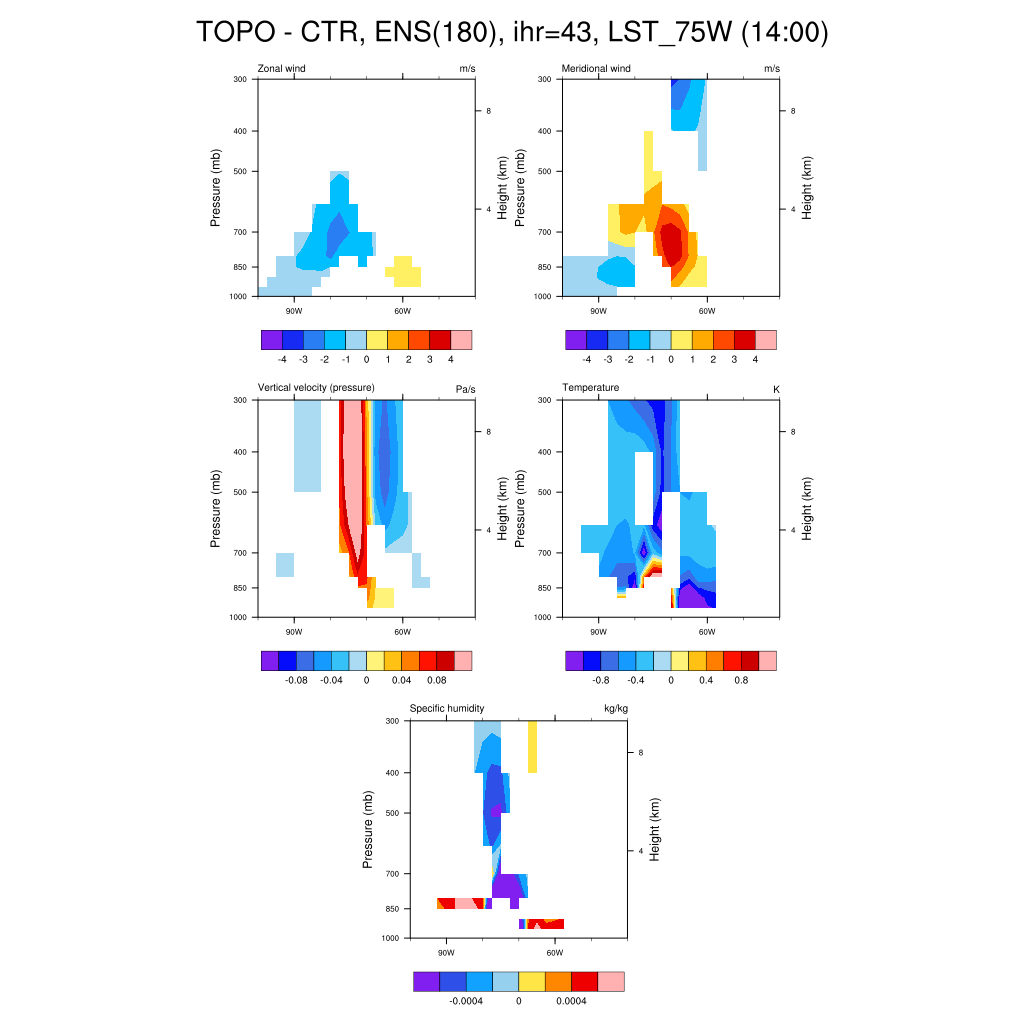 TOPO - CTR, ENS(180), ihr=43, LST_75W (14:00)
Zonal wind m/s
300
400
500
700
850
1000
Pressure (mb)
8
4
Height (km)
90W 60W
-4 -3 -2 -1 0 1 2 3 4
Meridional wind m/s
300
400
500
700
850
1000
Pressure (mb)
8
4
Height (km)
90W 60W
-4 -3 -2 -1 0 1 2 3 4
Vertical velocity (pressure) Pa/s
300
400
500
700
850
1000
Pressure (mb)
8
4
Height (km)
90W 60W
-0.08 -0.04 0 0.04 0.08
Temperature K
300
400
500
700
850
1000
Pressure (mb)
8
4
Height (km)
90W 60W
-0.8 -0.4 0 0.4 0.8
Specific humidity kg/kg
300
400
500
700
850
1000
Pressure (mb)
8
4
Height (km)
90W 60W
-0.0004 0 0.0004